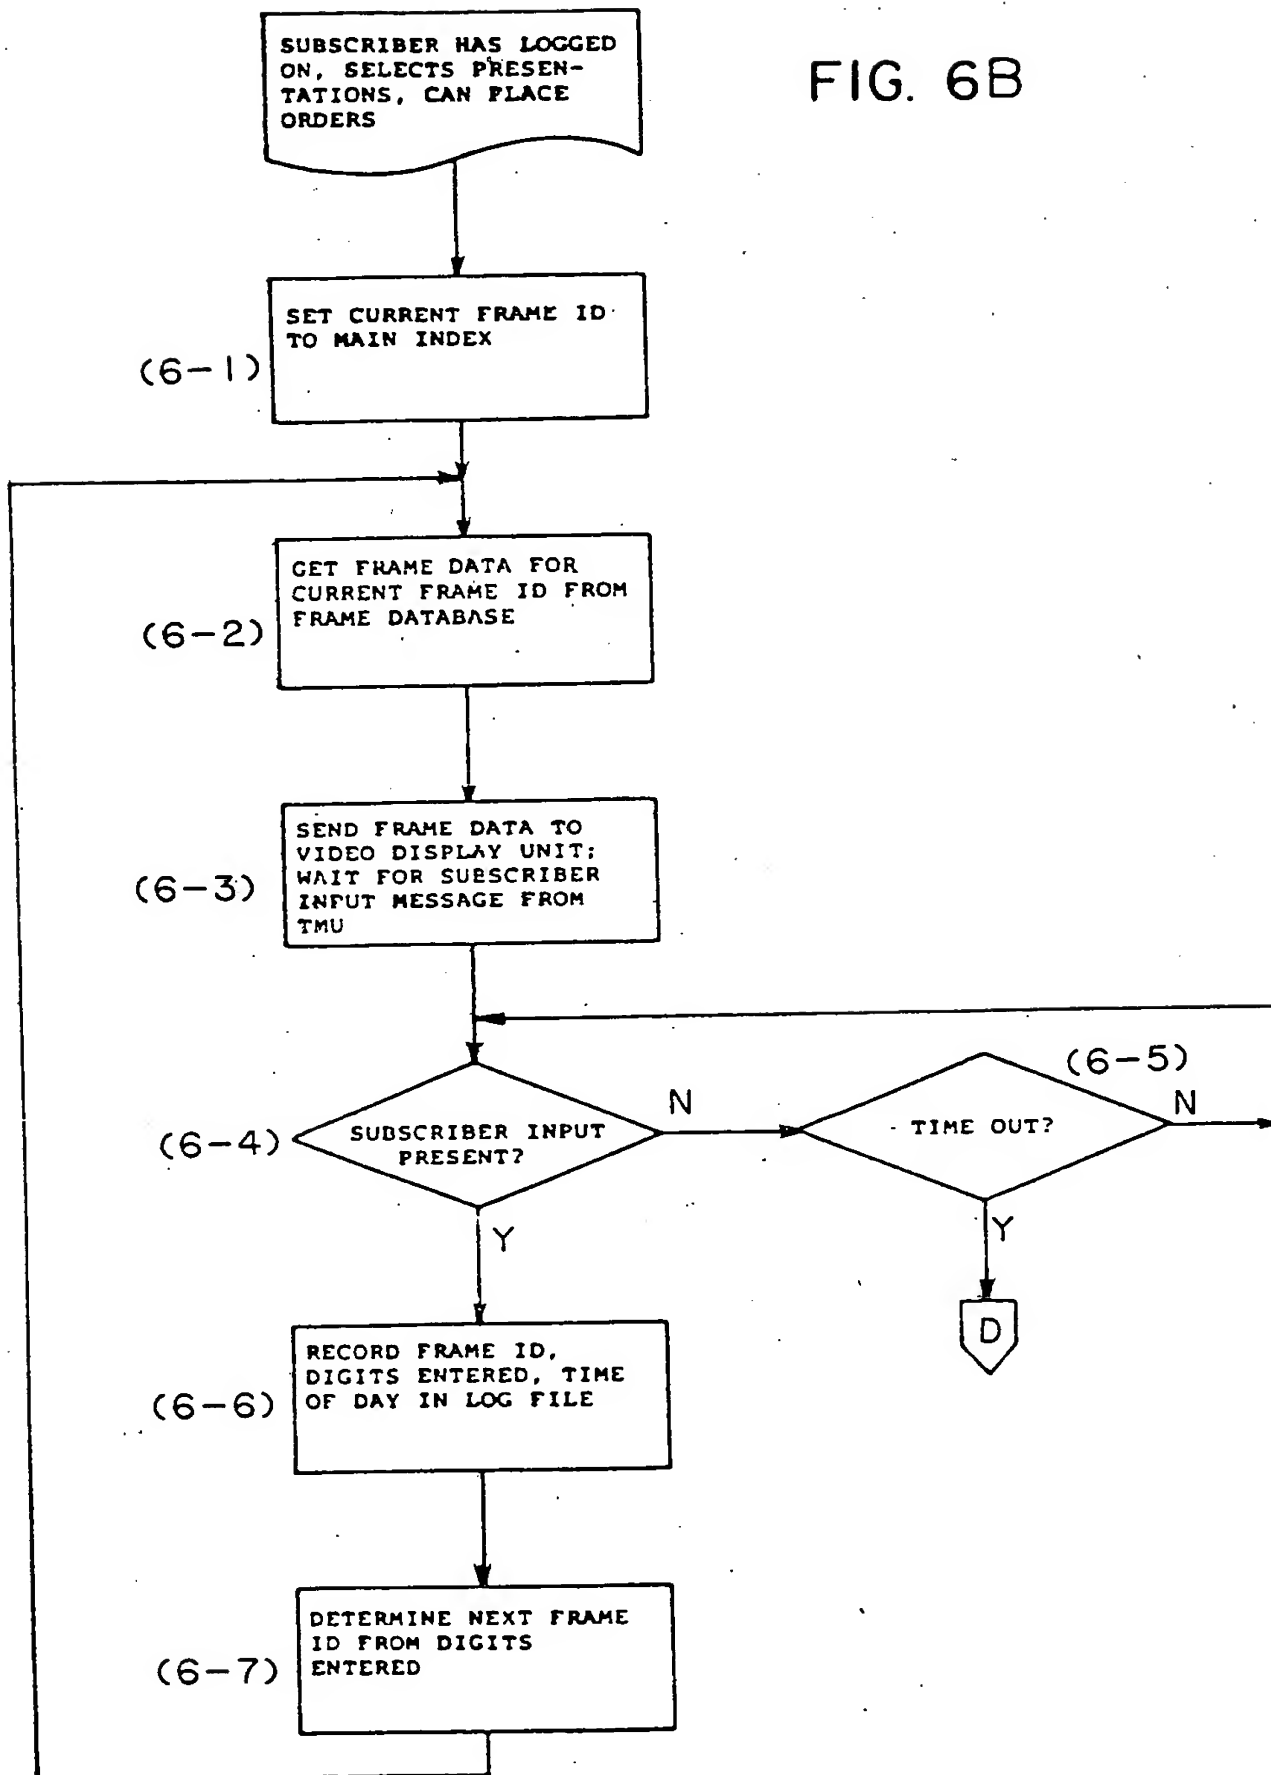 SUBSCRIBER HAS LOGGED
ON, SELECTS PRESEN-
TATIONS, CAN PLACE
ORDERS
FIG. 6B
SET CURRENT FRAME ID
TO MAIN INDEX
(6-1)
GET FRAME DATA FOR
CURRENT FRAME ID FROM
FRAME DATABASE
(6-2)
SEND FRAME DATA TO
VIDEO DISPLAY UNIT;
WAIT FOR SUBSCRIBER
INPUT MESSAGE FROM
TMU
(6-3)
(6-4)
SUBSCRIBER INPUT
PRESENT?
N
Y
(6-5)
TIME OUT?
N
Y
D
RECORD FRAME ID,
DIGITS ENTERED, TIME
OF DAY IN LOG FILE
(6-6)
DETERMINE NEXT FRAME
ID FROM DIGITS
ENTERED
(6-7)